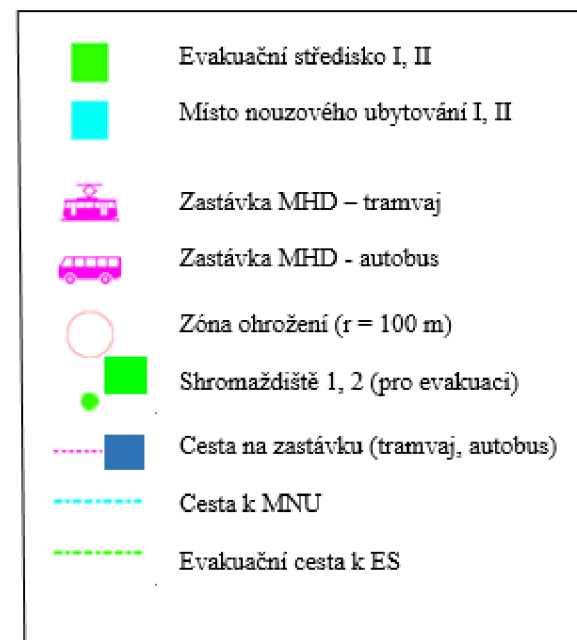 Evakuační středisko I, II
Místo nouzového ubytování I, II
Zastávka MHD – tramvaj
Zastávka MHD - autobus
Zóna ohrožení (r = 100 m)
Shromaždiště 1, 2 (pro evakuaci)
Cesta na zastávku (tramvaj, autobus)
Cesta k MNU
Evakuační cesta k ES